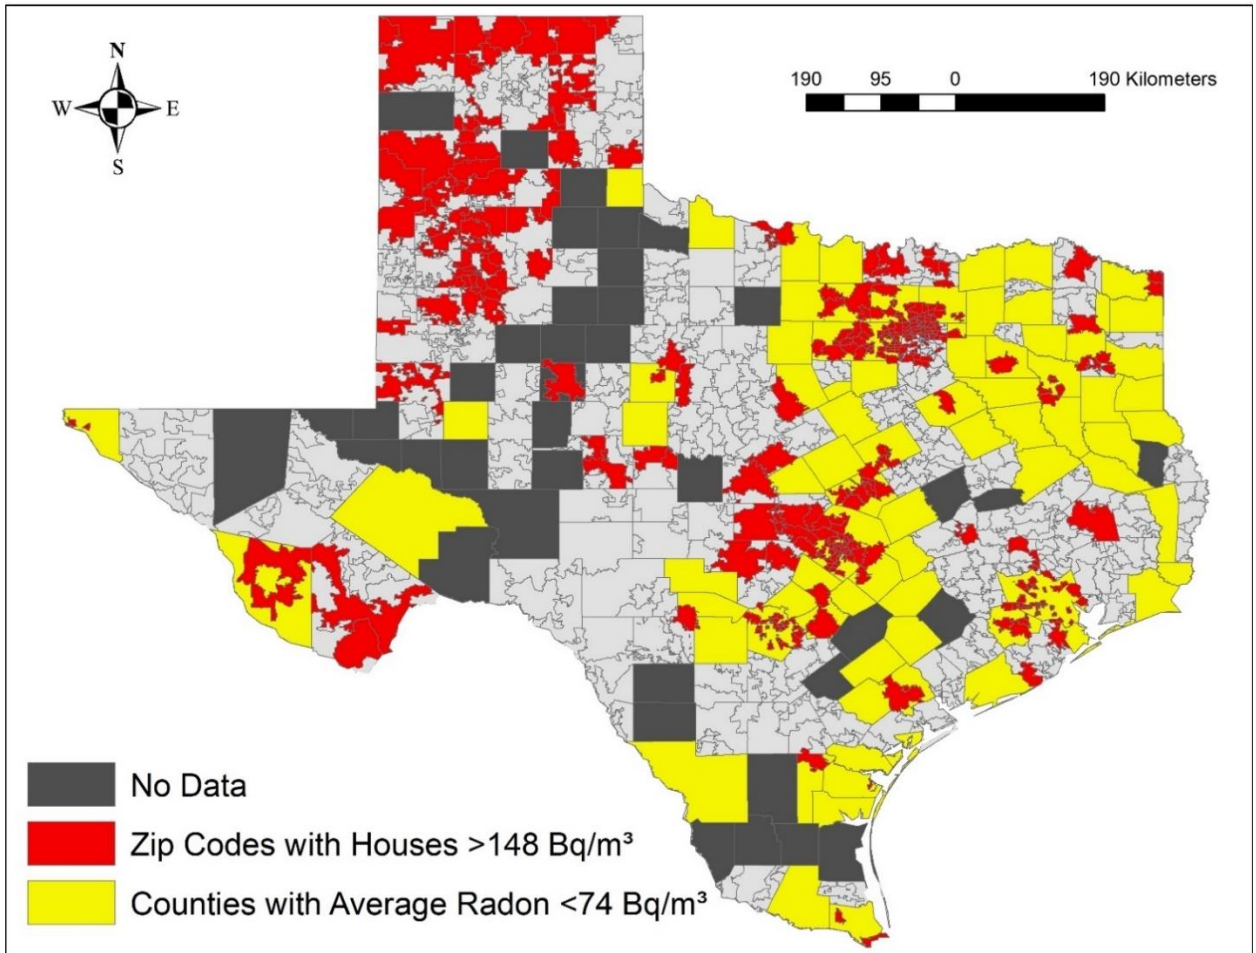 N
W E
S
190 95 0 190 Kilometers
No Data
Zip Codes with Houses >148 Bq/m³
Counties with Average Radon <74 Bq/m³